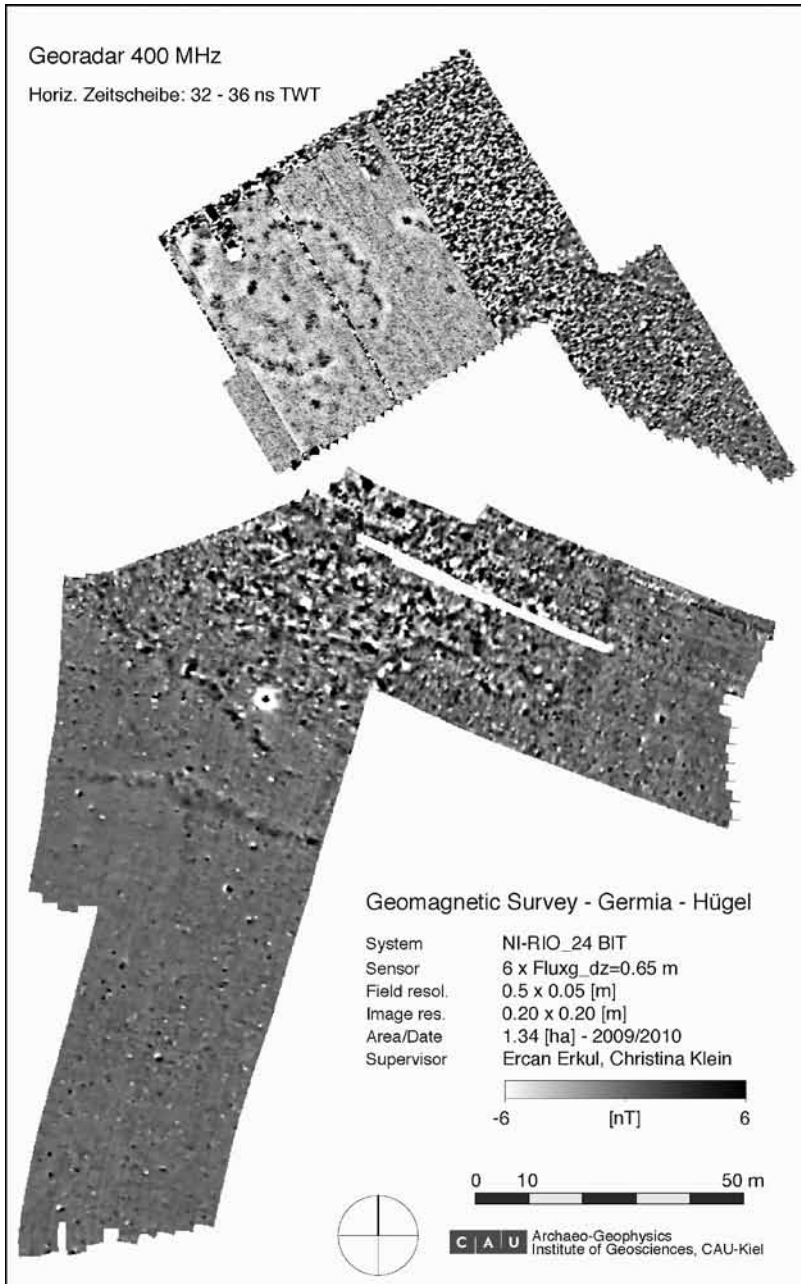 Georadar 400 MHz
Horiz. Zeitscheibe: 32 - 36 ns TWT
Geomagnetic Survey - Germia - Hügel
System NI-RIO_24 BIT
Sensor 6 x Fluxg_dz=0.65 m
Field resol. 0.5 x 0.05 [m]
Image res. 0.20 x 0.20 [m]
Area/Date 1.34 [ha] - 2009/2010
Supervisor Ercan Erkul, Christina Klein
-6 [nT] 6
0 10 50 m
C A U Archaeo-Geophysics
Institute of Geosciences, CAU-Kiel